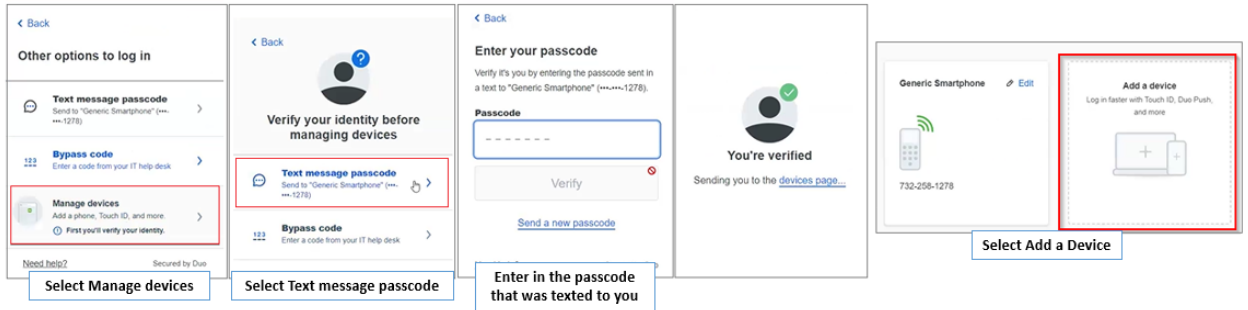 Back
Other options to log in
Text message passcode
Send to "Generic Smartphone" (•••-
•••-1278)
123
Bypass code
Enter a code from your IT help desk
Manage devices
Add a phone, Touch ID, and more.
First you'll verify your identity.
Need help?
Secured by Duo
Select Manage devices
Back
?
Verify your identity before
managing devices
Text message passcode
Send to "Generic Smartphone" (•••-
•••-1278)
123
Bypass code
Enter a code from your IT help desk
Select Text message passcode
Back
Enter your passcode
Verify it's you by entering the passcode sent in
a text to "Generic Smartphone" (•••-•••-1278).
Passcode
Verify
Send a new passcode
Enter in the passcode
that was texted to you
You're verified
Sending you to the devices page...
Generic Smartphone
Edit
732-258-1278
Add a device
Log in faster with Touch ID, Duo Push,
and more
Select Add a Device